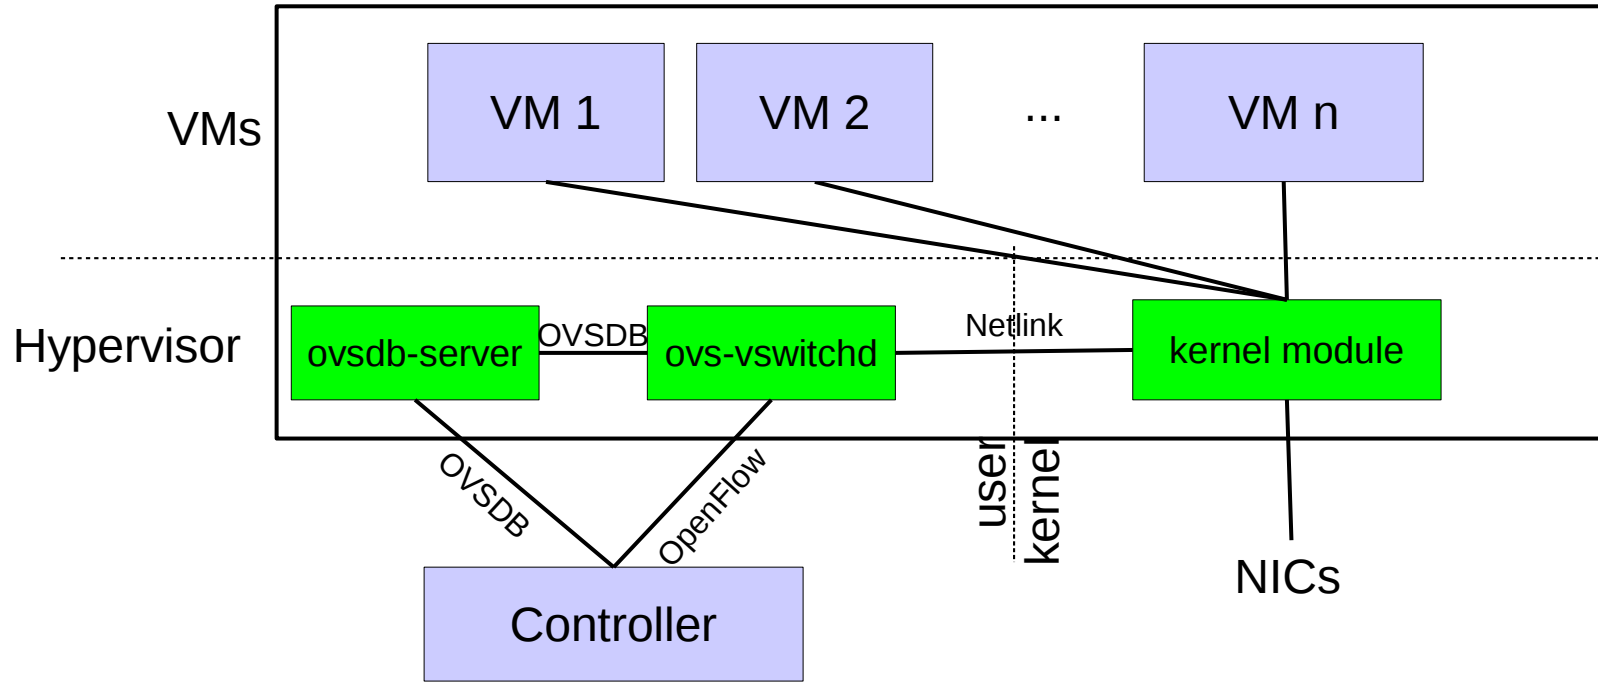 VMs
VM 1
VM 2
...
VM n
Hypervisor
ovsdb-server
OVSDB
ovs-vswitchd
Netlink
kernel module
OVSDB
OpenFlow
user
kernel
NICs
Controller